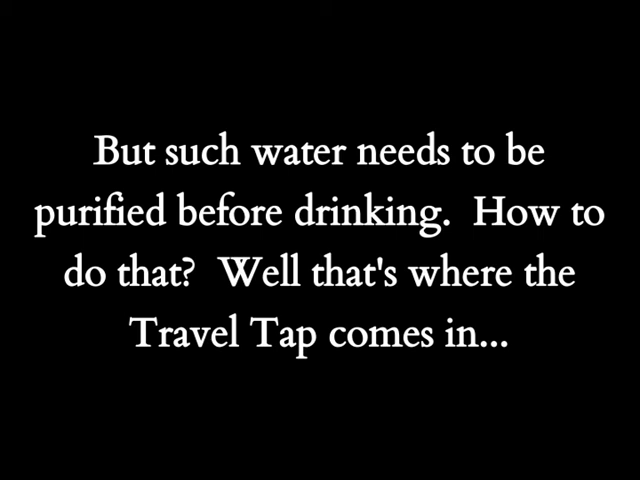 But such water needs to be
purified before drinking.  How to
do that?  Well that's where the
Travel Tap comes in...